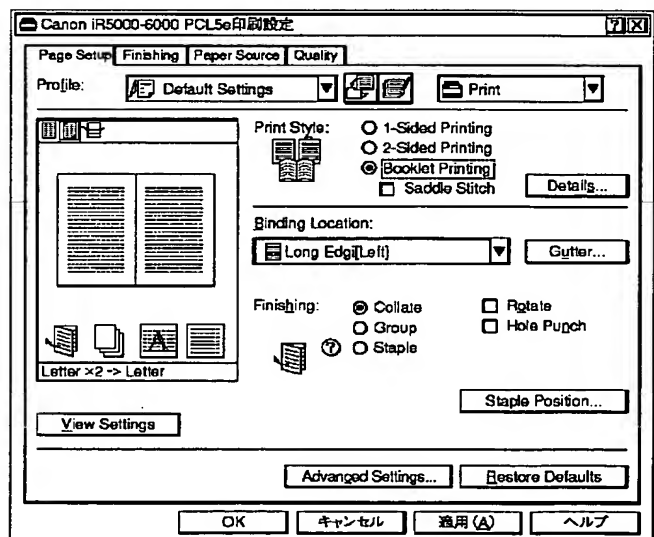 Canon iR5000-6000 PCL5e印刷設定
Page Setup Finishing Paper Source Quality
Profile: Default Settings Print
Print Style: 1-Sided Printing
2-Sided Printing
Booklet Printing
Saddle Stitch Details...
Binding Location:
Long Edgi[Left] Gutter...
Finishing: Collate Rotate
Group Hole Punch
Staple
A
Letter ×2 -> Letter
Staple Position...
View Settings
Advanced Settings... Restore Defaults
OK キャンセル 適用(A) ヘルプ